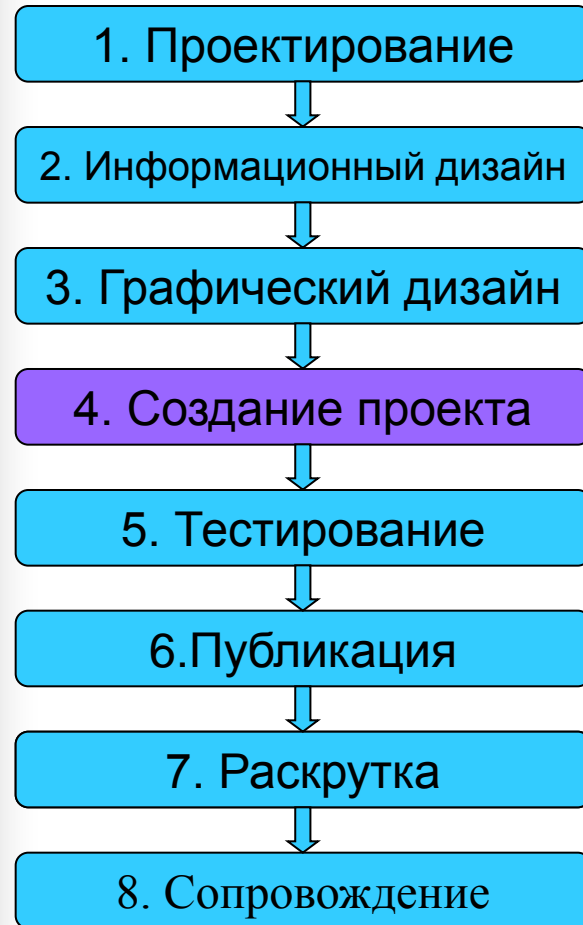 1. Проектирование
2. Информационный дизайн
3. Графический дизайн
4. Создание проекта
5. Тестирование
6.Публикация
7. Раскрутка
8. Сопровождение